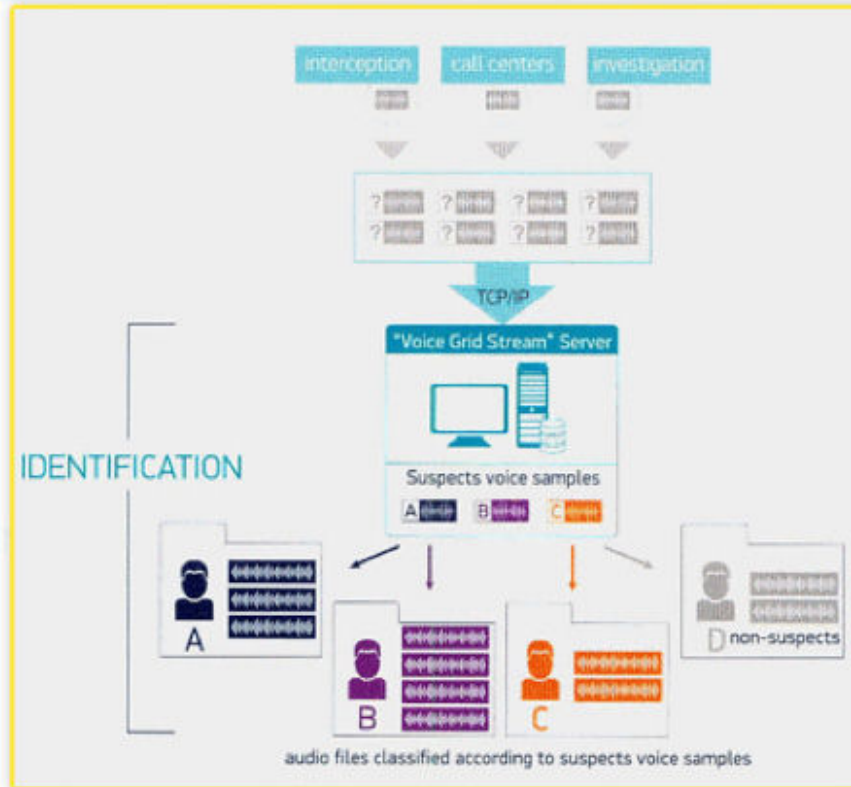 interception call centers investigation
? ? ? ?
? ? ? ?
TCP/IP
"Voice Grid Stream" Server
IDENTIFICATION
Suspects voice samples
A B C
A
B
C
D non-suspects
audio files classified according to suspects voice samples